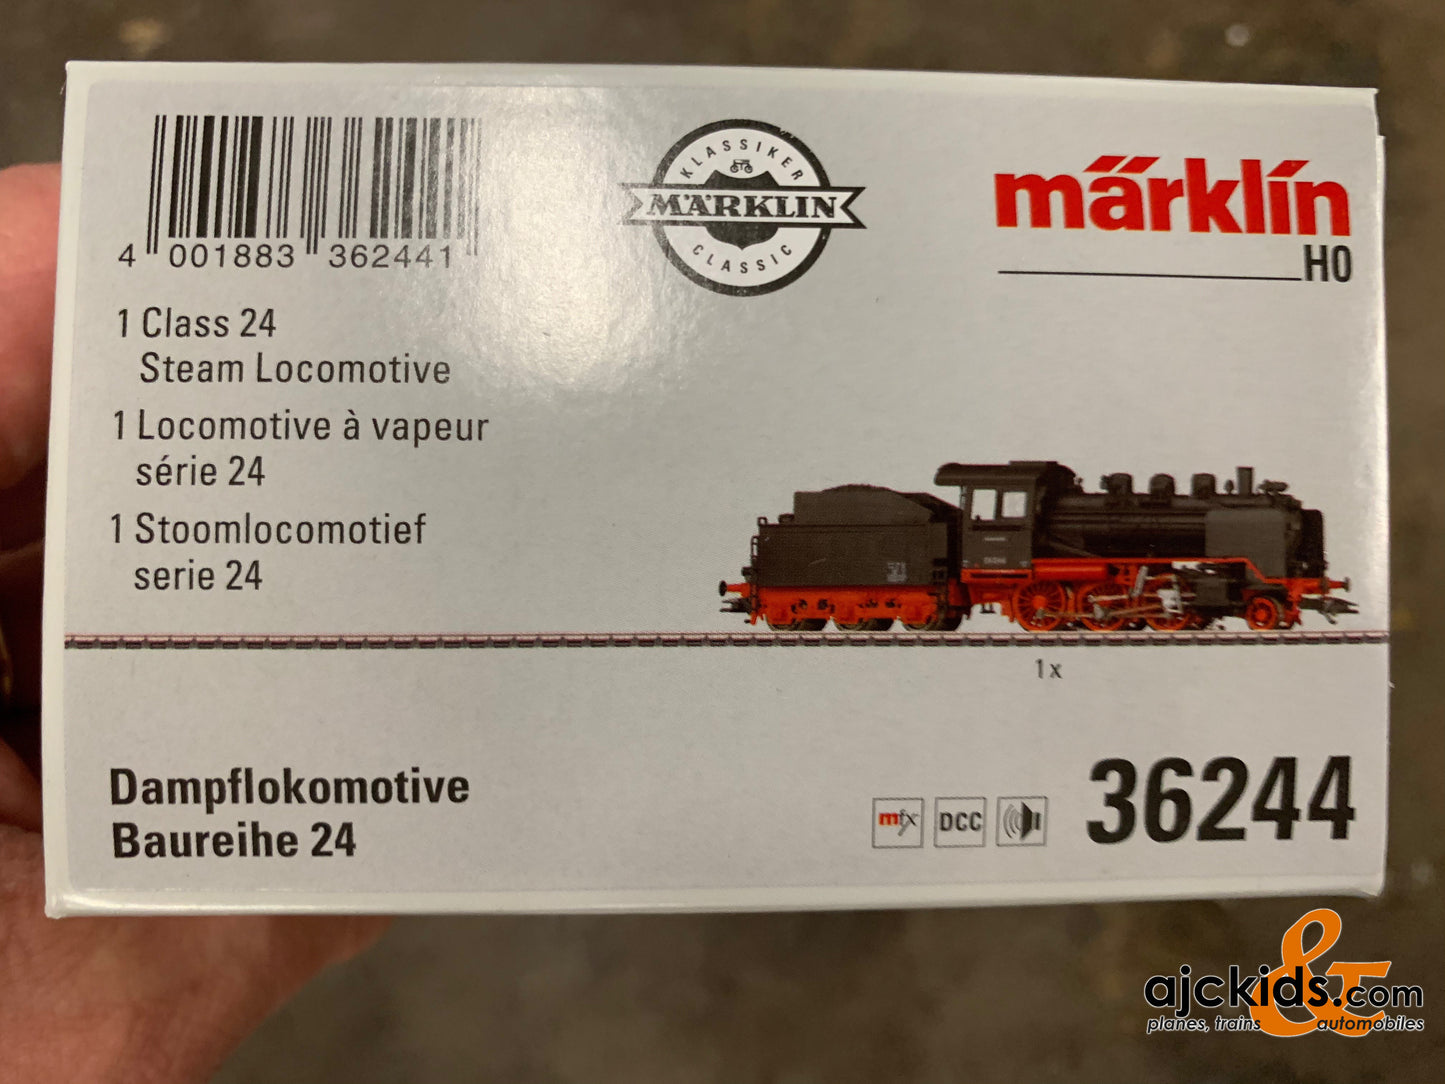 4 001883 362441
KLASSIKER
MÄRKLIN
CLASSIC
märklin
H0
1 Class 24
Steam Locomotive
1 Locomotive à vapeur
série 24
1 Stoomlocomotief
serie 24
1 x
Dampflokomotive
Baureihe 24
mfx
DCC
36244
&
ajckids.com
planes, trains automobiles